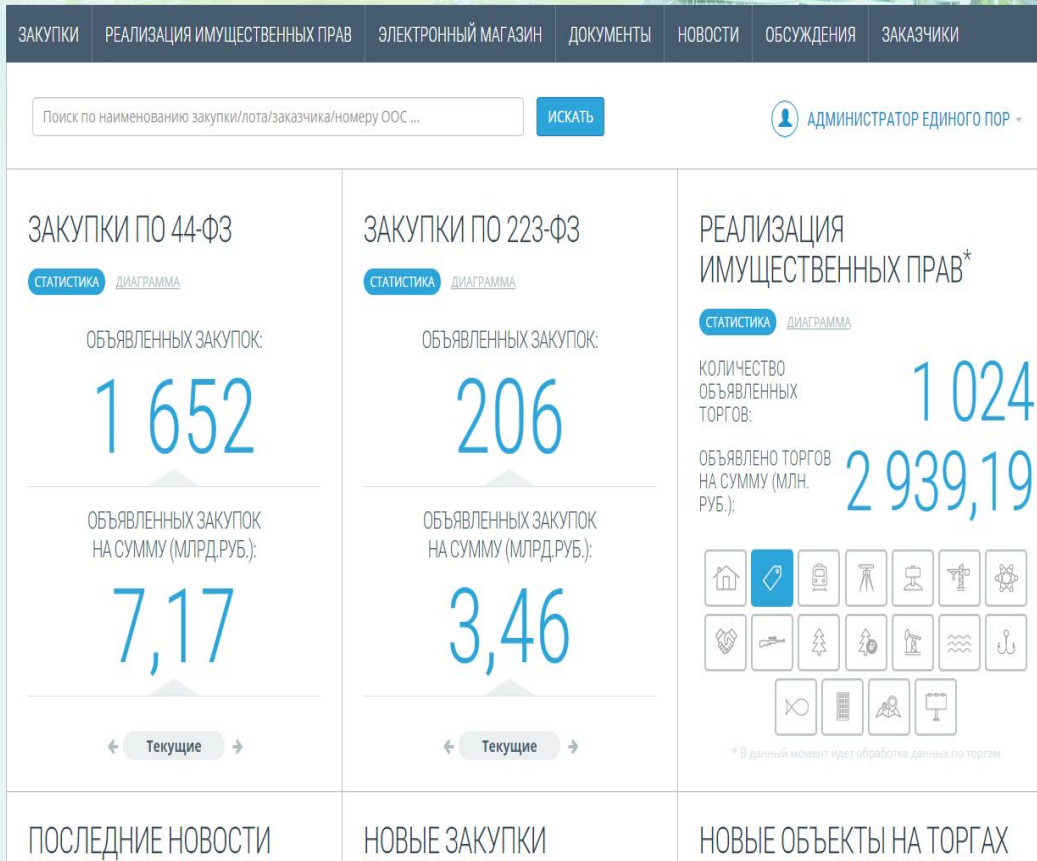 ЗАКУПКИ РЕАЛИЗАЦИЯ ИМУЩЕСТВЕННЫХ ПРАВ ЭЛЕКТРОННЫЙ МАГАЗИН ДОКУМЕНТЫ НОВОСТИ ОБСУЖДЕНИЯ ЗАКАЗЧИКИ
Поиск по наименованию закупки/лота/заказчика/номеру ООС ... ИСКАТЬ
АДМИНИСТРАТОР ЕДИНОГО ПОР
ЗАКУПКИ ПО 44-ФЗ
СТАТИСТИКА ДИАГРАММА
ОБЪЯВЛЕННЫХ ЗАКУПОК:
1 652
ОБЪЯВЛЕННЫХ ЗАКУПОК
НА СУММУ (МЛРД.РУБ.):
7,17
Текущие
ЗАКУПКИ ПО 223-ФЗ
СТАТИСТИКА ДИАГРАММА
ОБЪЯВЛЕННЫХ ЗАКУПОК:
206
ОБЪЯВЛЕННЫХ ЗАКУПОК
НА СУММУ (МЛРД.РУБ.):
3,46
Текущие
РЕАЛИЗАЦИЯ
ИМУЩЕСТВЕННЫХ ПРАВ*
СТАТИСТИКА ДИАГРАММА
КОЛИЧЕСТВО
ОБЪЯВЛЕННЫХ
ТОРГОВ:
1 024
ОБЪЯВЛЕНО ТОРГОВ
НА СУММУ (МЛН.
РУБ.):
2 939,19
* В данный момент идет обработка данных по торгам
ПОСЛЕДНИЕ НОВОСТИ
НОВЫЕ ЗАКУПКИ
НОВЫЕ ОБЪЕКТЫ НА ТОРГАХ